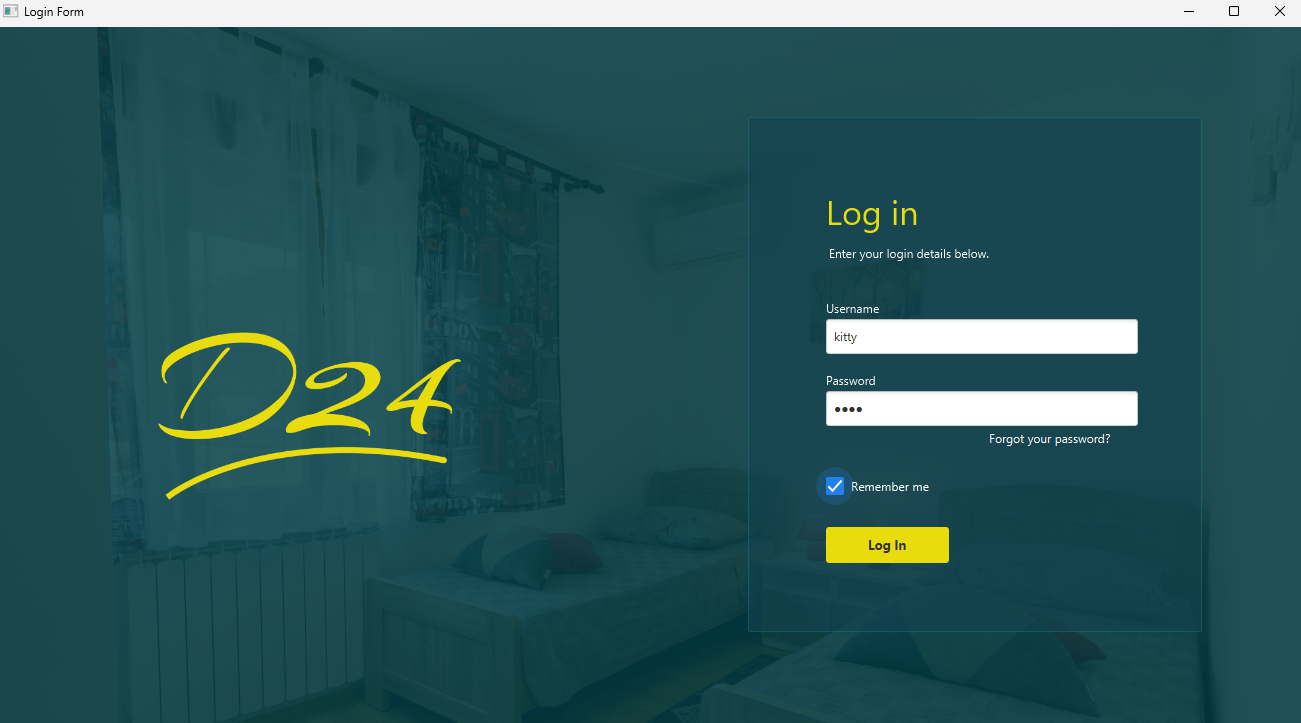 Login Form
D24
Log in
Enter your login details below.
Username
kitty
Password
••••
Forgot your password?
Remember me
Log In